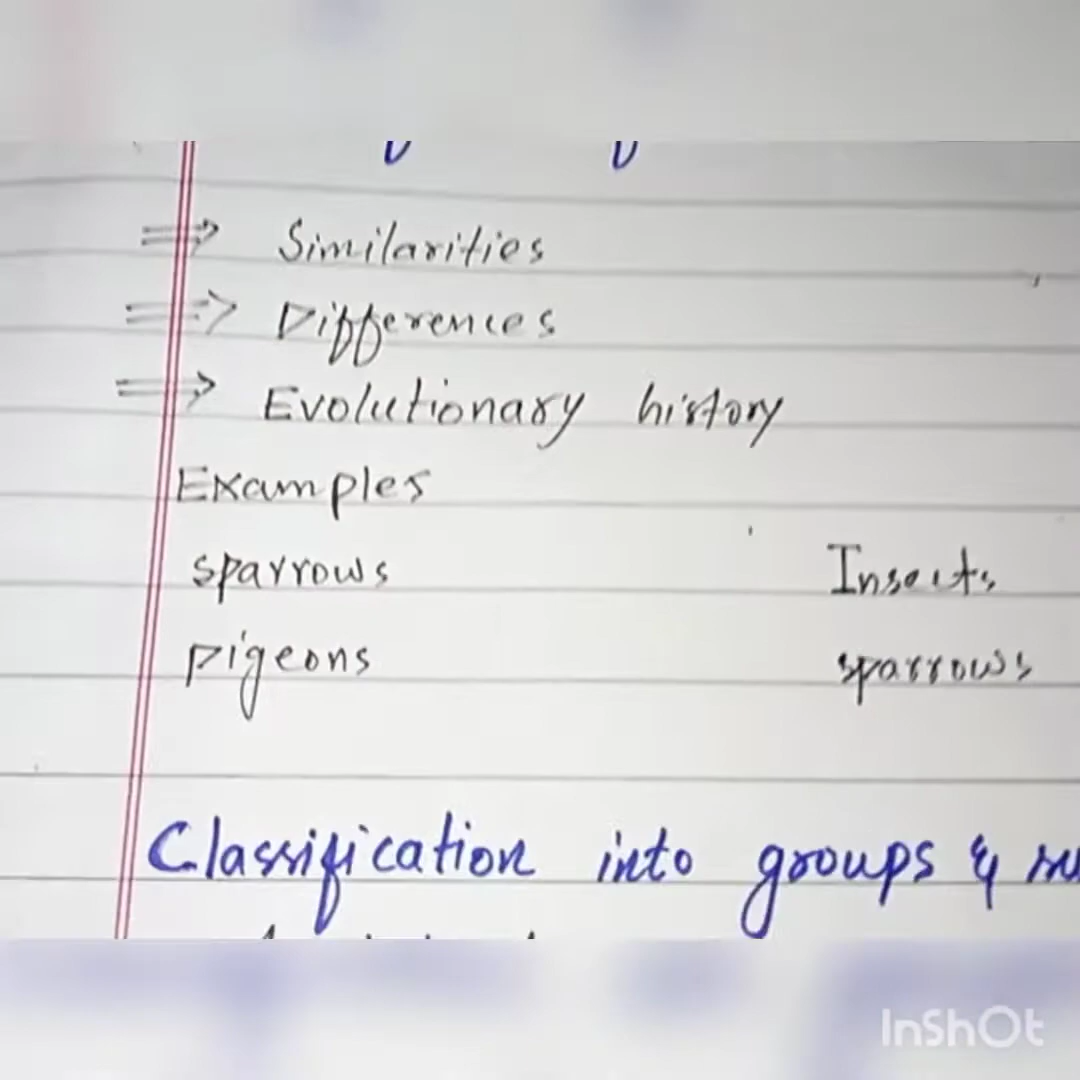 ⇒ Similarities
⇒ Differences
⇒ Evolutionary history
Examples
sparrows Insects
pigeons sparrows
Classification into groups &
InShOt